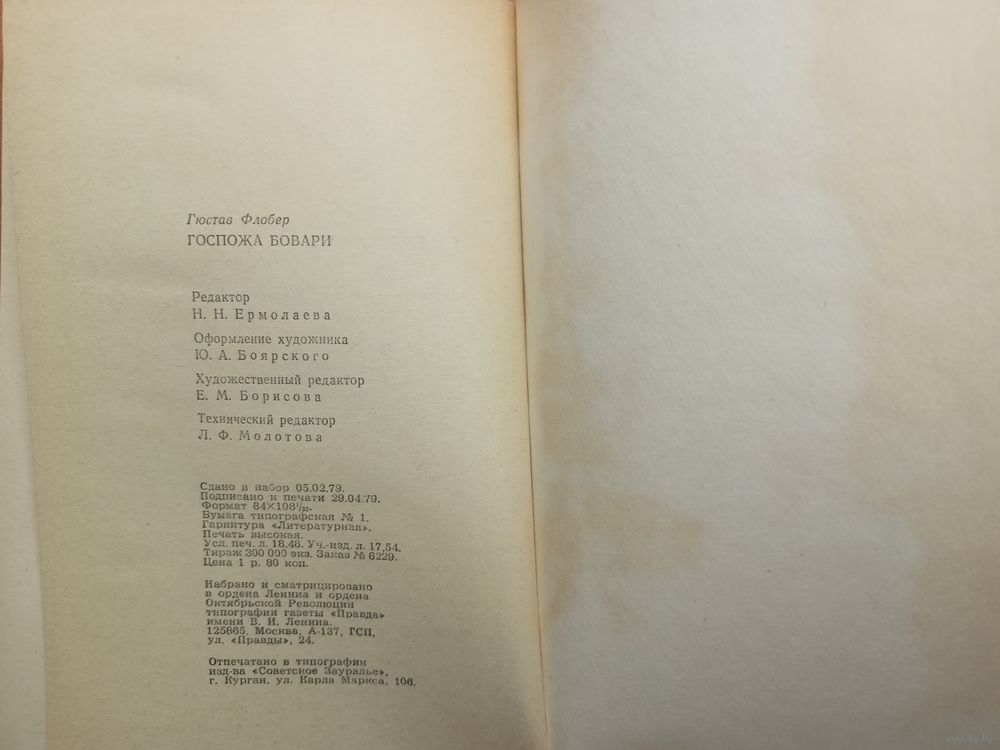 Гюстав Флобер
ГОСПОЖА БОВАРИ
Редактор
Н. Н. Ермолаева
Оформление художника
Ю. А. Боярского
Художественный редактор
Е. М. Борисова
Технический редактор
Л. Ф. Молотова
Сдано в набор 05.02.79.
Подписано к печати 29.04.79.
Формат 84×108¹/₃₂.
Бумага типографская № 1.
Гарнитура «Литературная».
Печать высокая.
Усл. печ. л. 18,48. Уч.-изд. л. 17,54.
Тираж 300 000 экз. Заказ № 6229.
Цена 1 р. 80 коп.
Набрано и сматрицировано
в ордена Ленина и ордена
Октябрьской Революции
типографии газеты «Правда»
имени В. И. Ленина.
125865, Москва, А-137, ГСП,
ул. «Правды», 24.
Отпечатано в типографии
изд-ва «Советское Зауралье»,
г. Курган, ул. Карла Маркса, 106.
www.ay.by